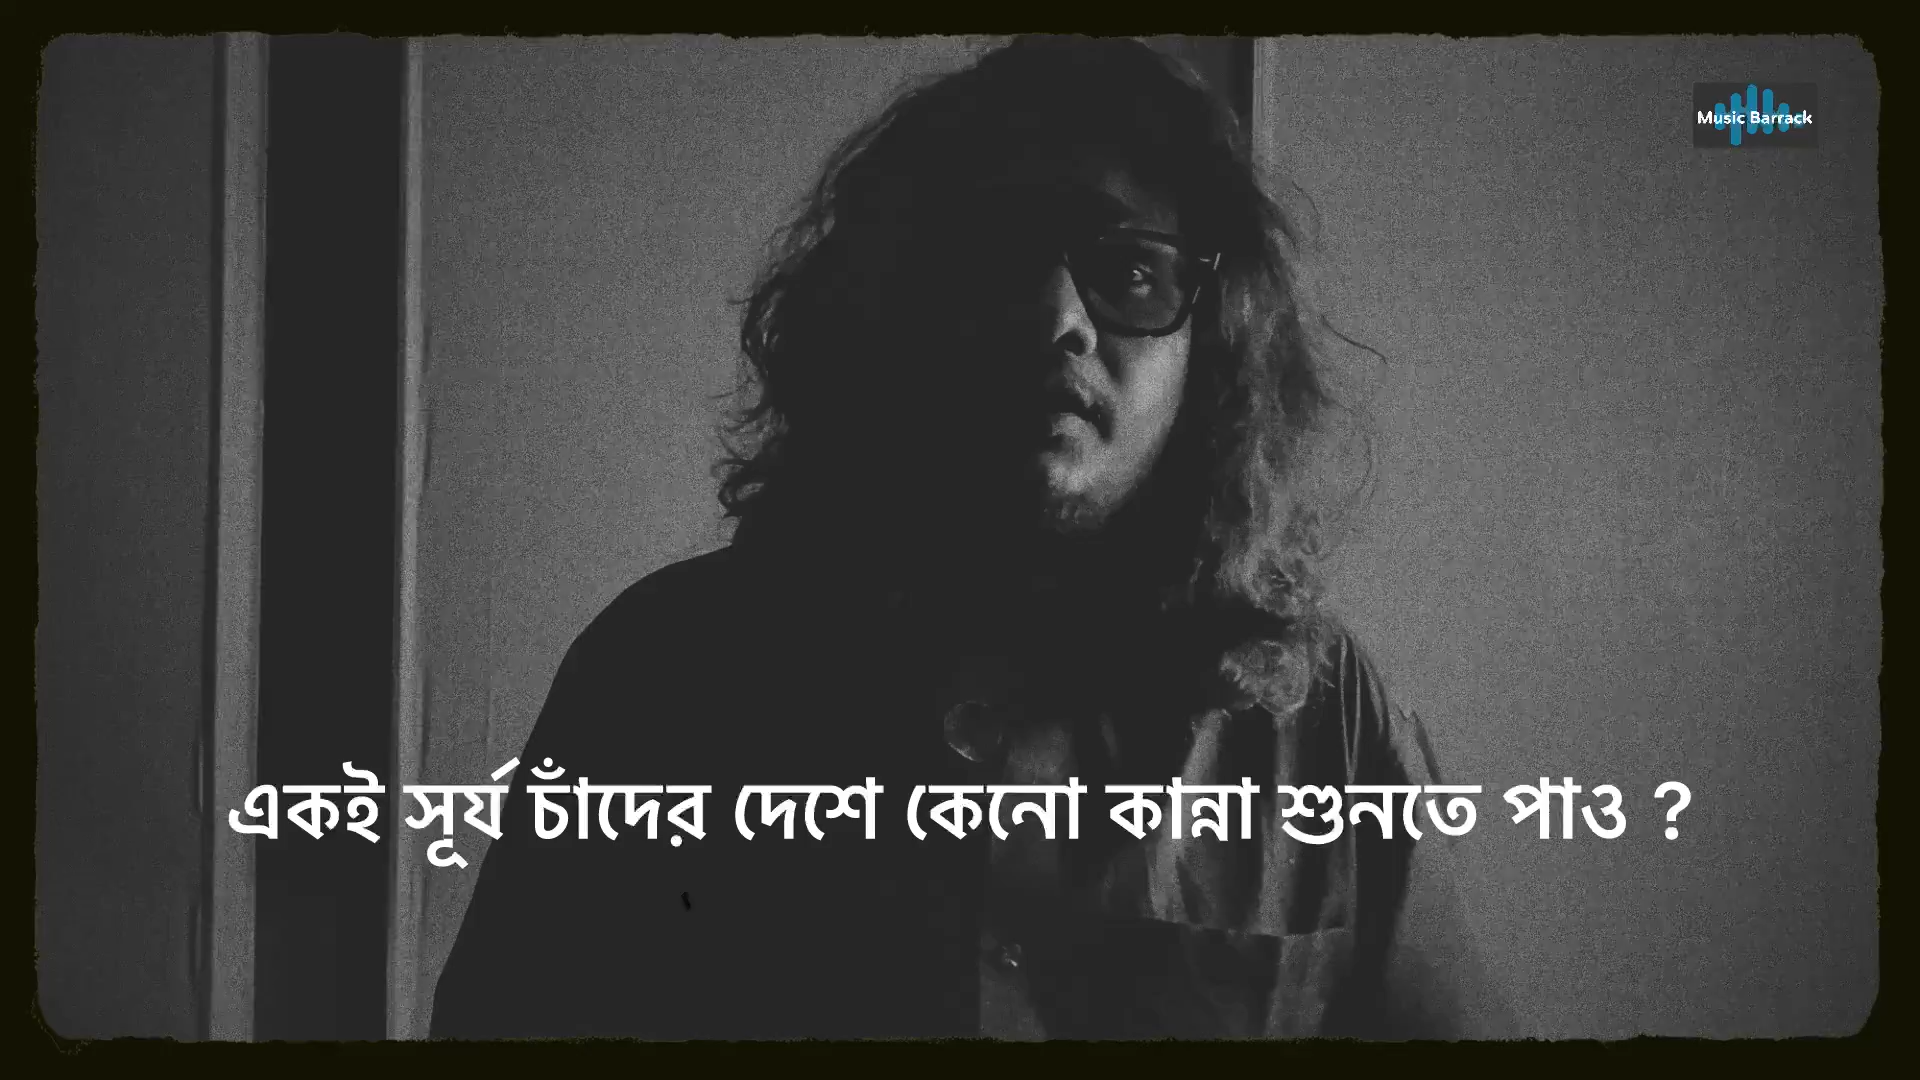 Music Barrack
একই সূর্য চাঁদের দেশে কেনো কান্না শুনতে পাও ?